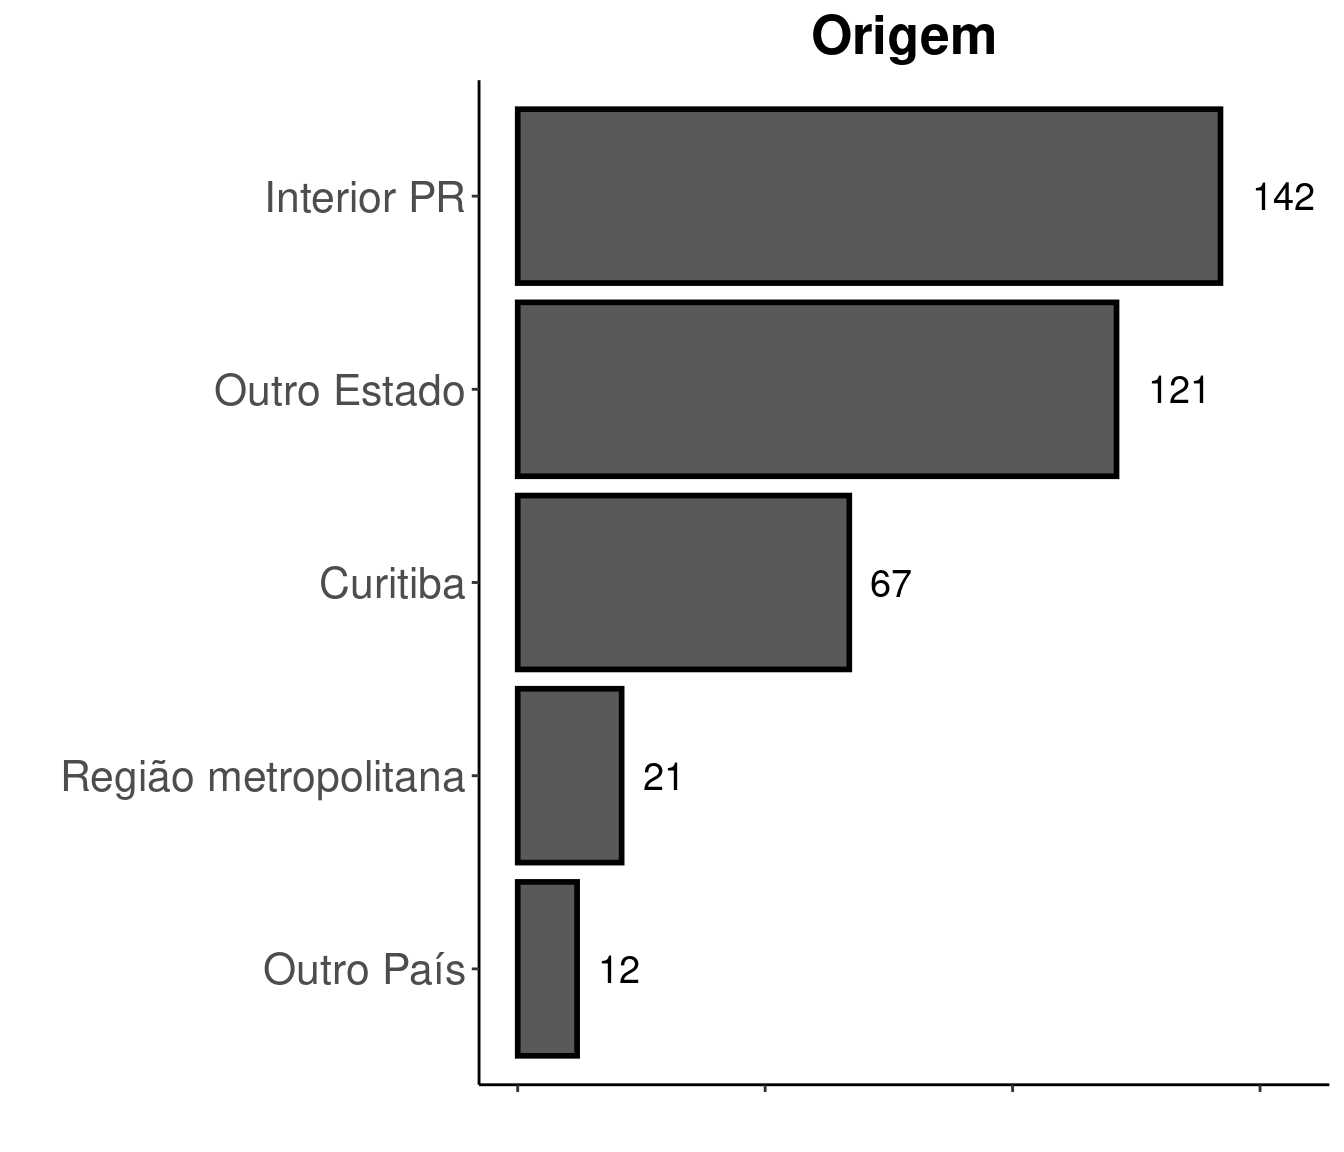 Origem
Interior PR
142
Outro Estado
121
Curitiba
67
Região metropolitana
21
Outro País
12